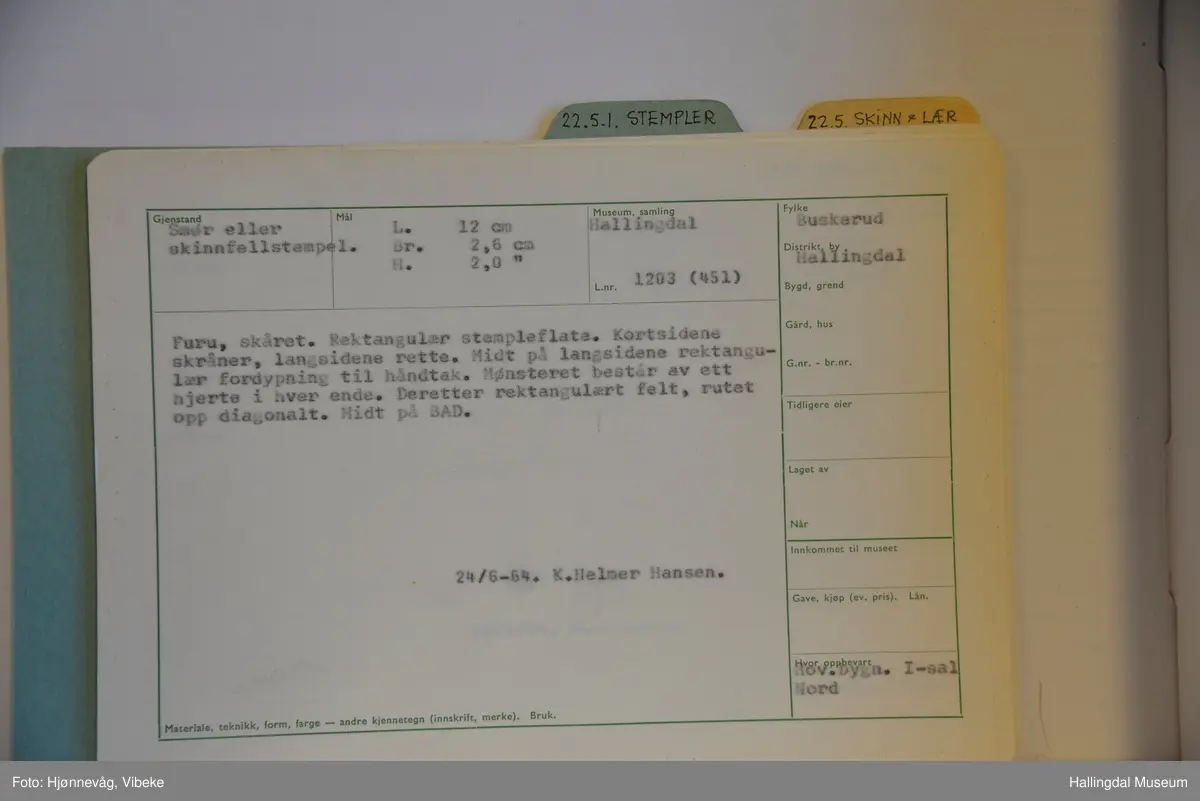 22.5.1. STEMPLER
22.5. SKINN & LÆR
Gjenstand
Smør eller
skinnfellstempel.
Mål
L. 12 cm
Br. 2,6 cm
H. 2,0 "
Museum, samling
Hallingdal
L.nr. 1203 (451)
Fylke
Buskerud
Distrikt, by
Hallingdal
Bygd, grend
Gård, hus
G.nr. - br.nr.
Tidligere eier
Laget av
Når
Innkommet til museet
Gave, kjøp (ev. pris). Lån.
Hvor oppbevart
Hov.bygn. I-sal
Nord
Furu, skåret. Rektangulær stempleflate. Kortsidene
skråner, langsidene rette. Midt på langsidene rektangu-
lær fordypning til håndtak. Mønsteret består av ett
hjerte i hver ende. Deretter rektangulært felt, rutet
opp diagonalt. Midt på BAD.
24/6-64. K.Helmer Hansen.
Materiale, teknikk, form, farge — andre kjennetegn (innskrift, merke). Bruk.
Foto: Hjønnevåg, Vibeke
Hallingdal Museum